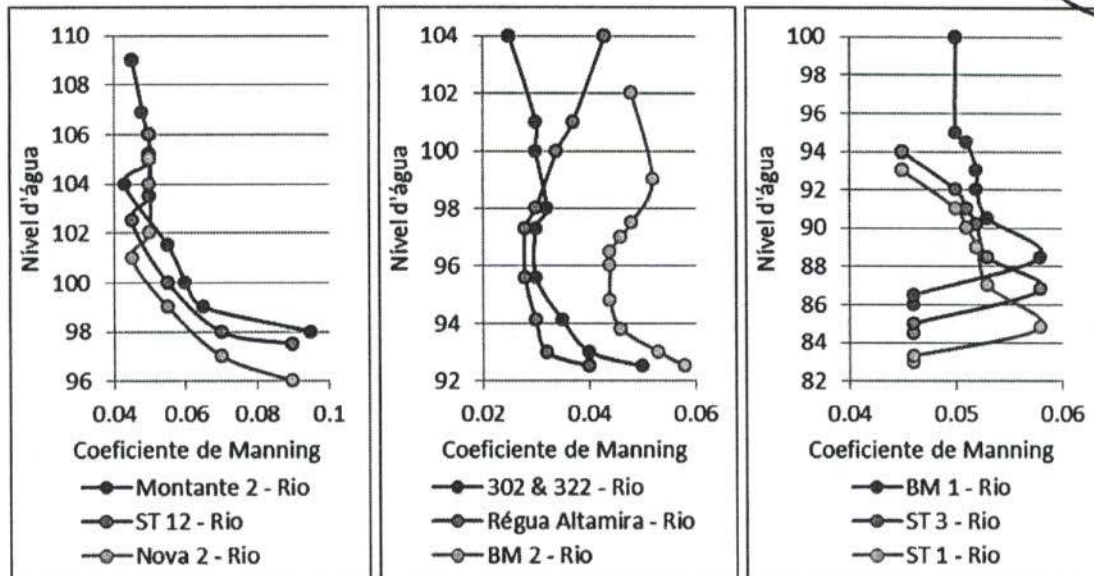 110
108
106
104
102
100
98
96
Nível d'água
0.04 0.06 0.08 0.1
Coeficiente de Manning
Montante 2 - Rio
ST 12 - Rio
Nova 2 - Rio
104
102
100
98
96
94
92
Nível d'água
0.02 0.04 0.06
Coeficiente de Manning
302 & 322 - Rio
Régua Altamira - Rio
BM 2 - Rio
100
98
96
94
92
90
88
86
84
82
Nível d'água
0.04 0.05 0.06
Coeficiente de Manning
BM 1 - Rio
ST 3 - Rio
ST 1 - Rio